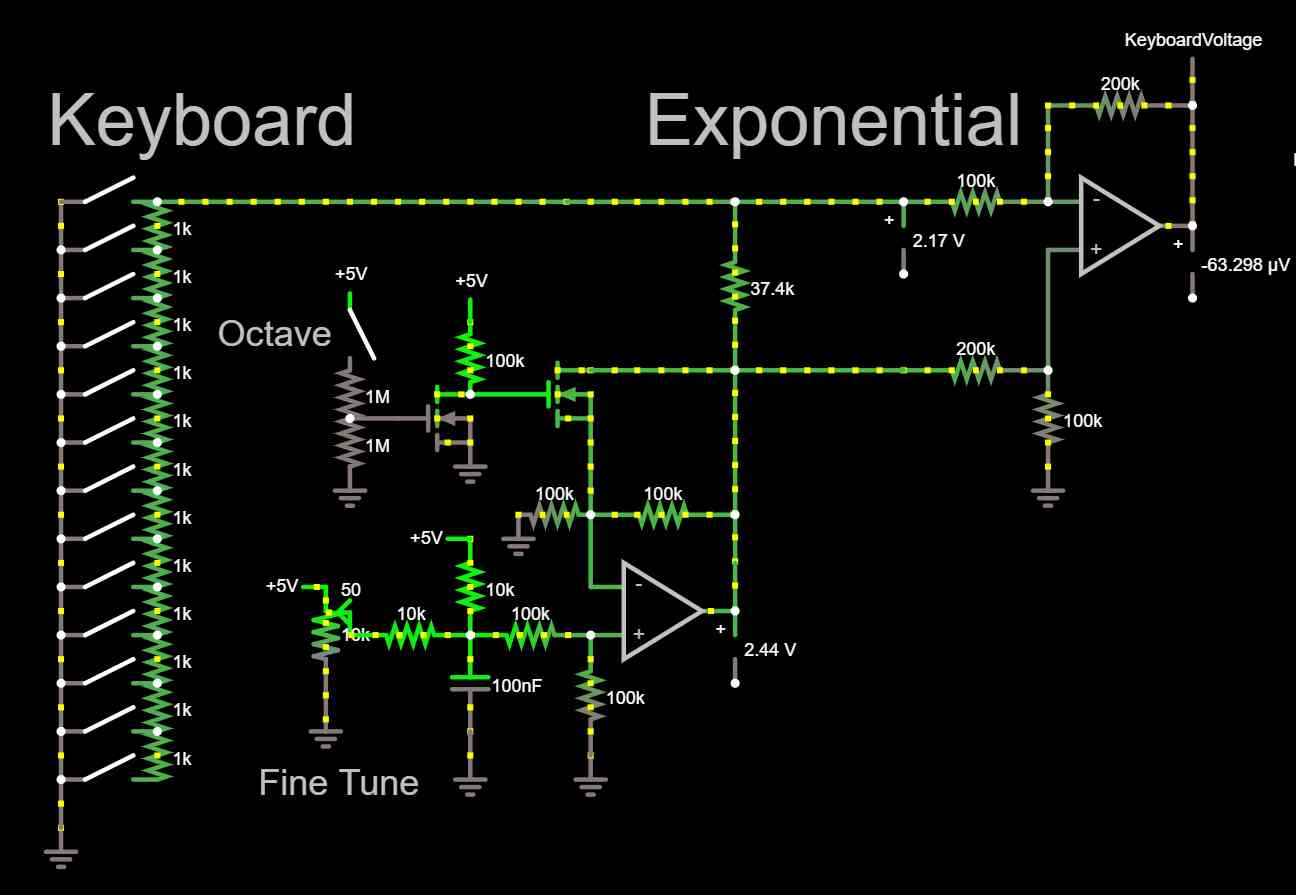 KeyboardVoltage
200k
Keyboard
Exponential
100k
+
2.17 V
-
+
+
-63.298 µV
1k
1k
1k
1k
1k
1k
1k
1k
1k
1k
1k
1k
+5V
Octave
1M
1M
+5V
100k
37.4k
200k
100k
100k
100k
+5V
10k
+5V
50
10k
10k
100k
-
+
+
2.44 V
100nF
100k
Fine Tune